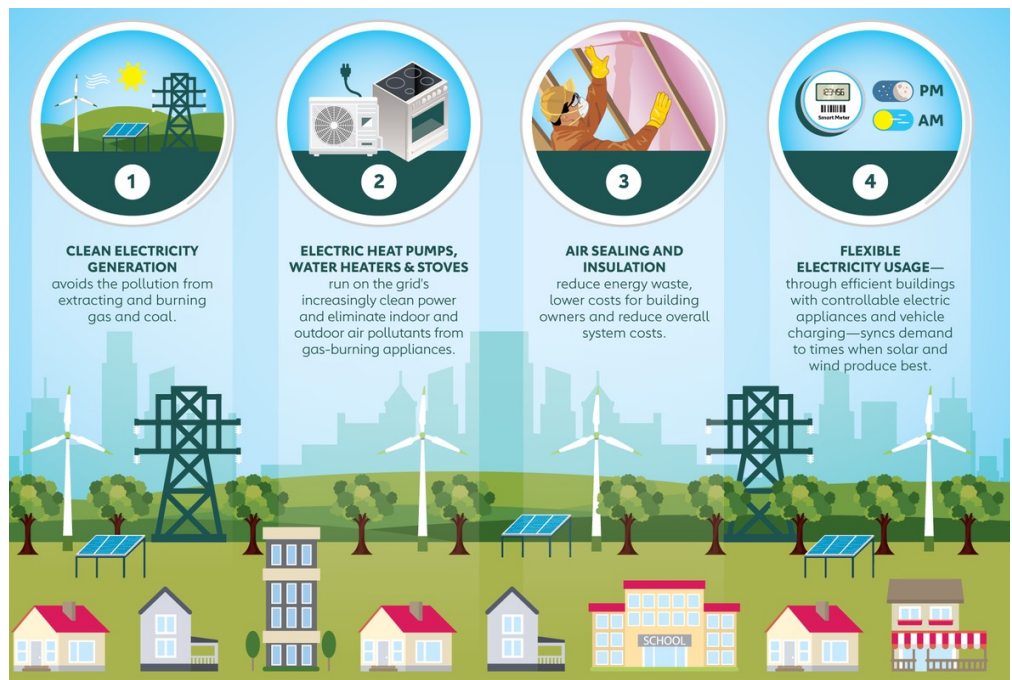 123456
Smart Meter
PM
AM
1
2
3
4
CLEAN ELECTRICITY
GENERATION
avoids the pollution from
extracting and burning
gas and coal.
ELECTRIC HEAT PUMPS,
WATER HEATERS & STOVES
run on the grid's
increasingly clean power
and eliminate indoor and
outdoor air pollutants from
gas-burning appliances.
AIR SEALING AND
INSULATION
reduce energy waste,
lower costs for building
owners and reduce overall
system costs.
FLEXIBLE
ELECTRICITY USAGE—
through efficient buildings
with controllable electric
appliances and vehicle
charging—syncs demand
to times when solar and
wind produce best.
SCHOOL